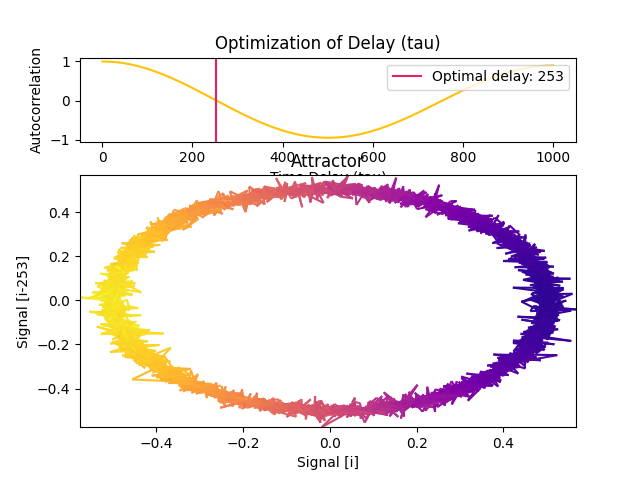 Optimization of Delay (tau)
Autocorrelation
1
0
−1
Optimal delay: 253
0
200
400
600
800
1000
Time Delay (tau)
Attractor
Signal [i-253]
0.4
0.2
0.0
−0.2
−0.4
−0.4
−0.2
0.0
0.2
0.4
Signal [i]